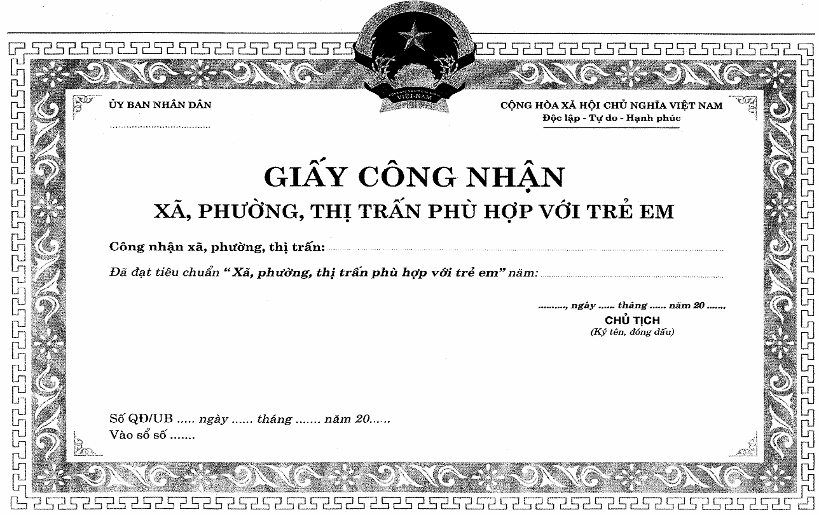 VIỆT NAM
ỦY BAN NHÂN DÂN
..............................
CỘNG HÒA XÃ HỘI CHỦ NGHĨA VIỆT NAM
Độc lập - Tự do - Hạnh phúc
GIẤY CÔNG NHẬN
XÃ, PHƯỜNG, THỊ TRẤN PHÙ HỢP VỚI TRẺ EM
Công nhận xã, phường, thị trấn: ..............................
Đã đạt tiêu chuẩn “Xã, phường, thị trấn phù hợp với trẻ em” năm: ..............................
.........., ngày ...... tháng ...... năm 20 ......
CHỦ TỊCH
(Ký tên, đóng dấu)
Số QĐ/UB ..... ngày ...... tháng ....... năm 20......
Vào sổ số .......